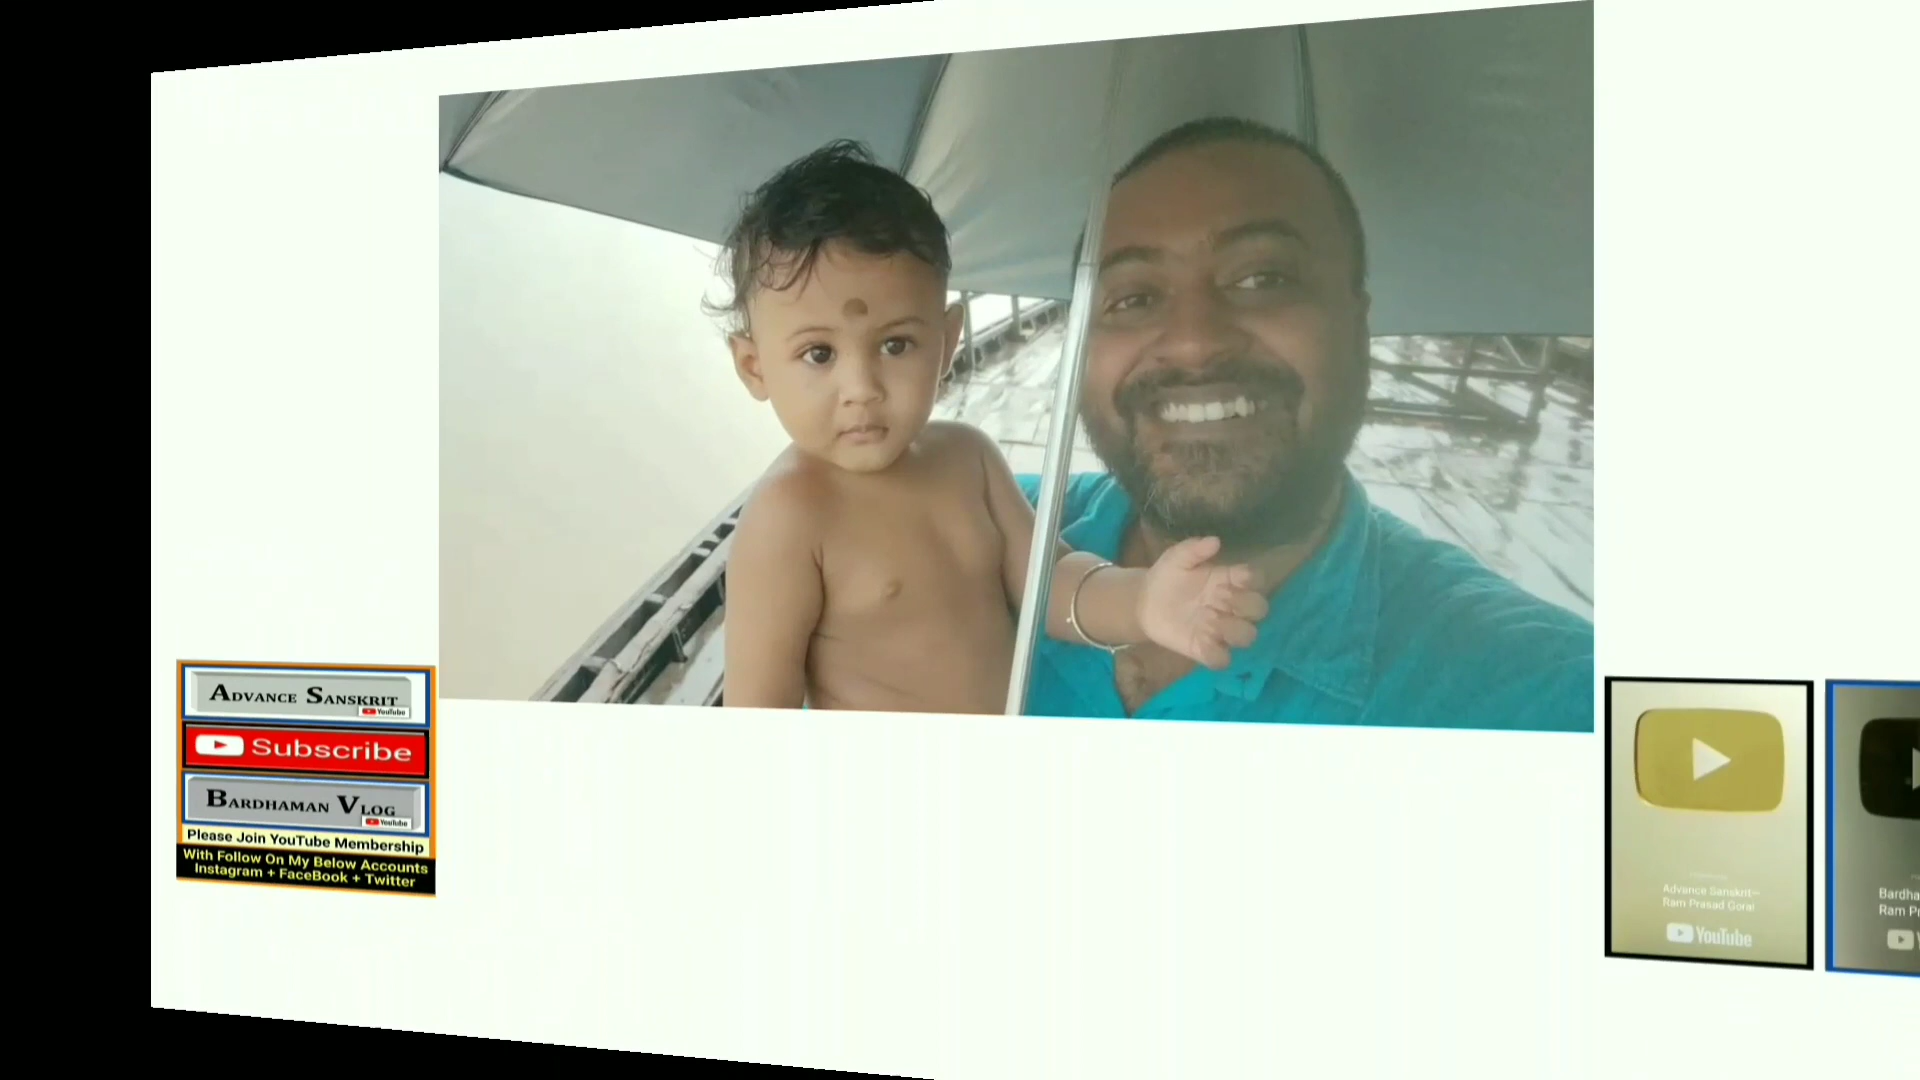 Advance Sanskrit
YouTube
Subscribe
Bardhaman Vlog
YouTube
Please Join YouTube Membership
With Follow On My Below Accounts
Instagram + FaceBook + Twitter
Advance Sanskrit—
Ram Prasad Gorai
YouTube
Ram